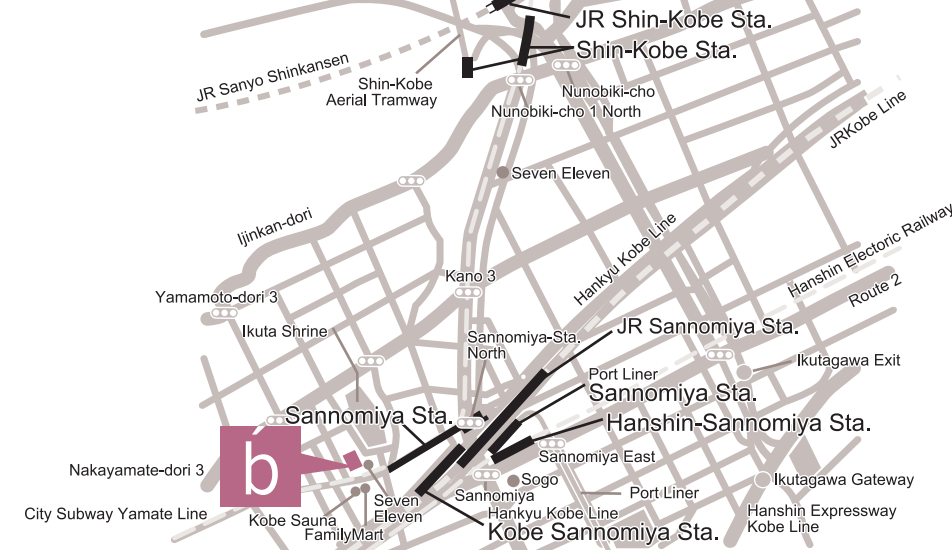 JR Shin-Kobe Sta.
Shin-Kobe Sta.
JR Sanyo Shinkansen
Shin-Kobe
Aerial Tramway
Nunobiki-cho
Nunobiki-cho 1 North
JRKobe Line
Seven Eleven
Ijinkan-dori
Hankyu Kobe Line
Hanshin Electoric Railway
Kano 3
Route 2
Yamamoto-dori 3
Ikuta Shrine
Sannomiya-Sta.
North
JR Sannomiya Sta.
Ikutagawa Exit
Port Liner
Sannomiya Sta.
Sannomiya Sta.
Hanshin-Sannomiya Sta.
b
Sannomiya East
Nakayamate-dori 3
Sogo
Ikutagawa Gateway
Sannomiya
Port Liner
Seven
Eleven
City Subway Yamate Line
Kobe Sauna
FamilyMart
Hankyu Kobe Line
Kobe Sannomiya Sta.
Hanshin Expressway
Kobe Line